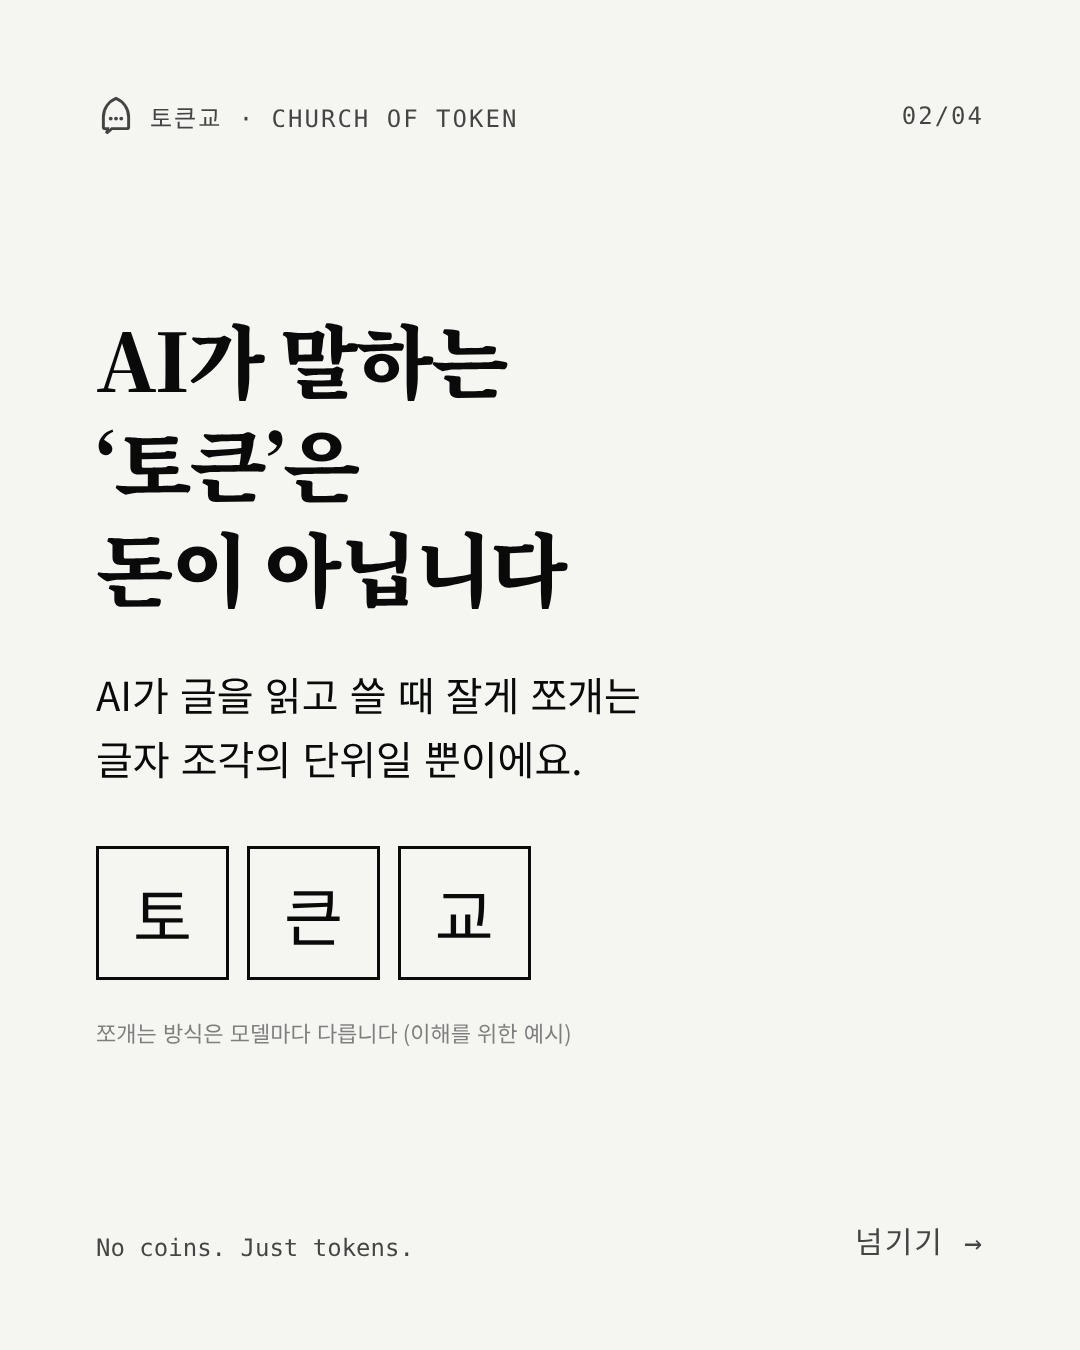 토큰교 · CHURCH OF TOKEN
02/04
AI가 말하는
‘토큰’은
돈이 아닙니다
AI가 글을 읽고 쓸 때 잘게 쪼개는
글자 조각의 단위일 뿐이에요.
토 큰 교
쪼개는 방식은 모델마다 다릅니다 (이해를 위한 예시)
No coins. Just tokens.
넘기기 →